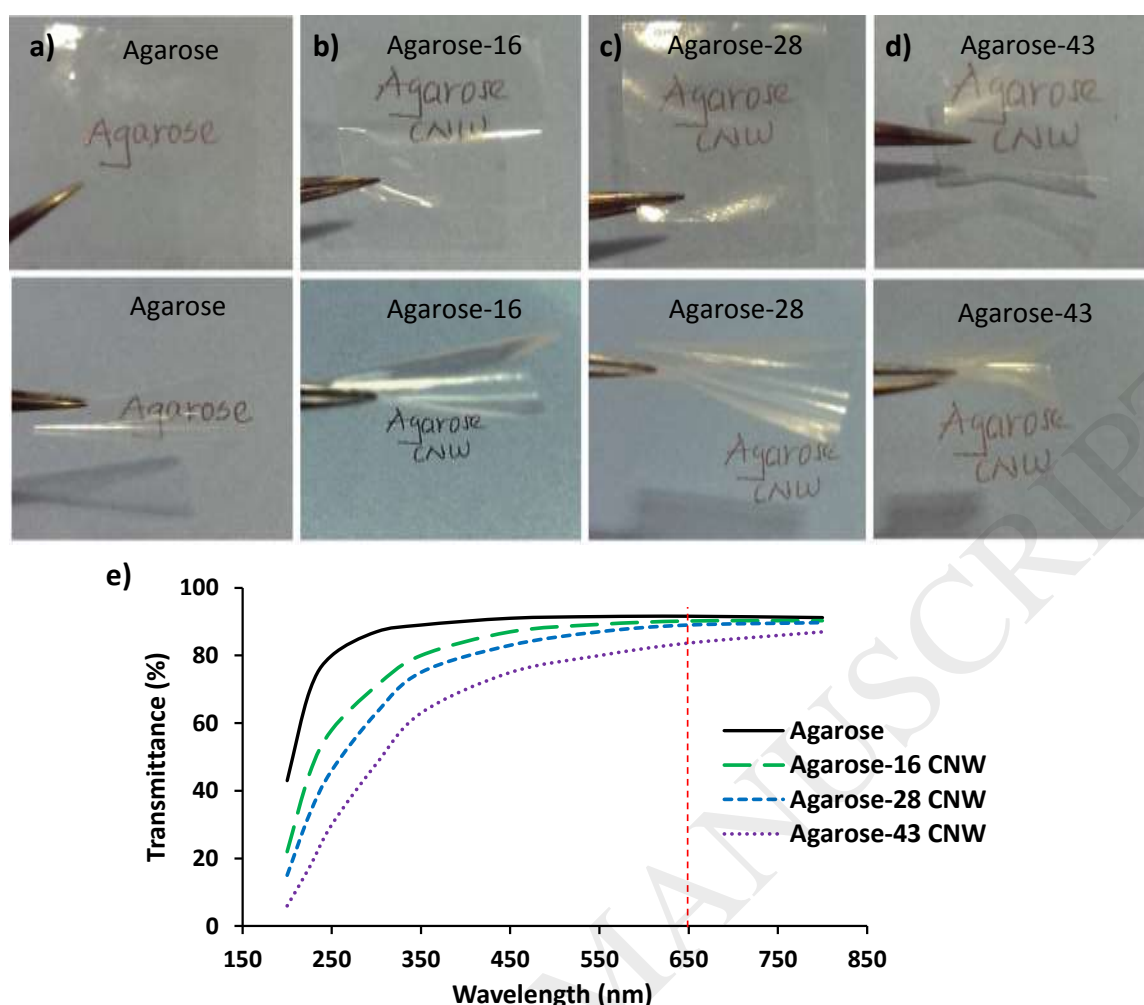 a) Agarose
Agarose
b) Agarose-16
Agarose
CNW
c) Agarose-28
Agarose
CNW
d) Agarose-43
Agarose
CNW
Agarose
Agarose
Agarose-16
Agarose
CNW
Agarose-28
Agarose
CNW
Agarose-43
Agarose
CNW
e)
100
80
60
40
20
0
Transmittance (%)
150 250 350 450 550 650 750 850
Wavelength (nm)
Agarose
Agarose-16 CNW
Agarose-28 CNW
Agarose-43 CNW
MANUSCRIPT